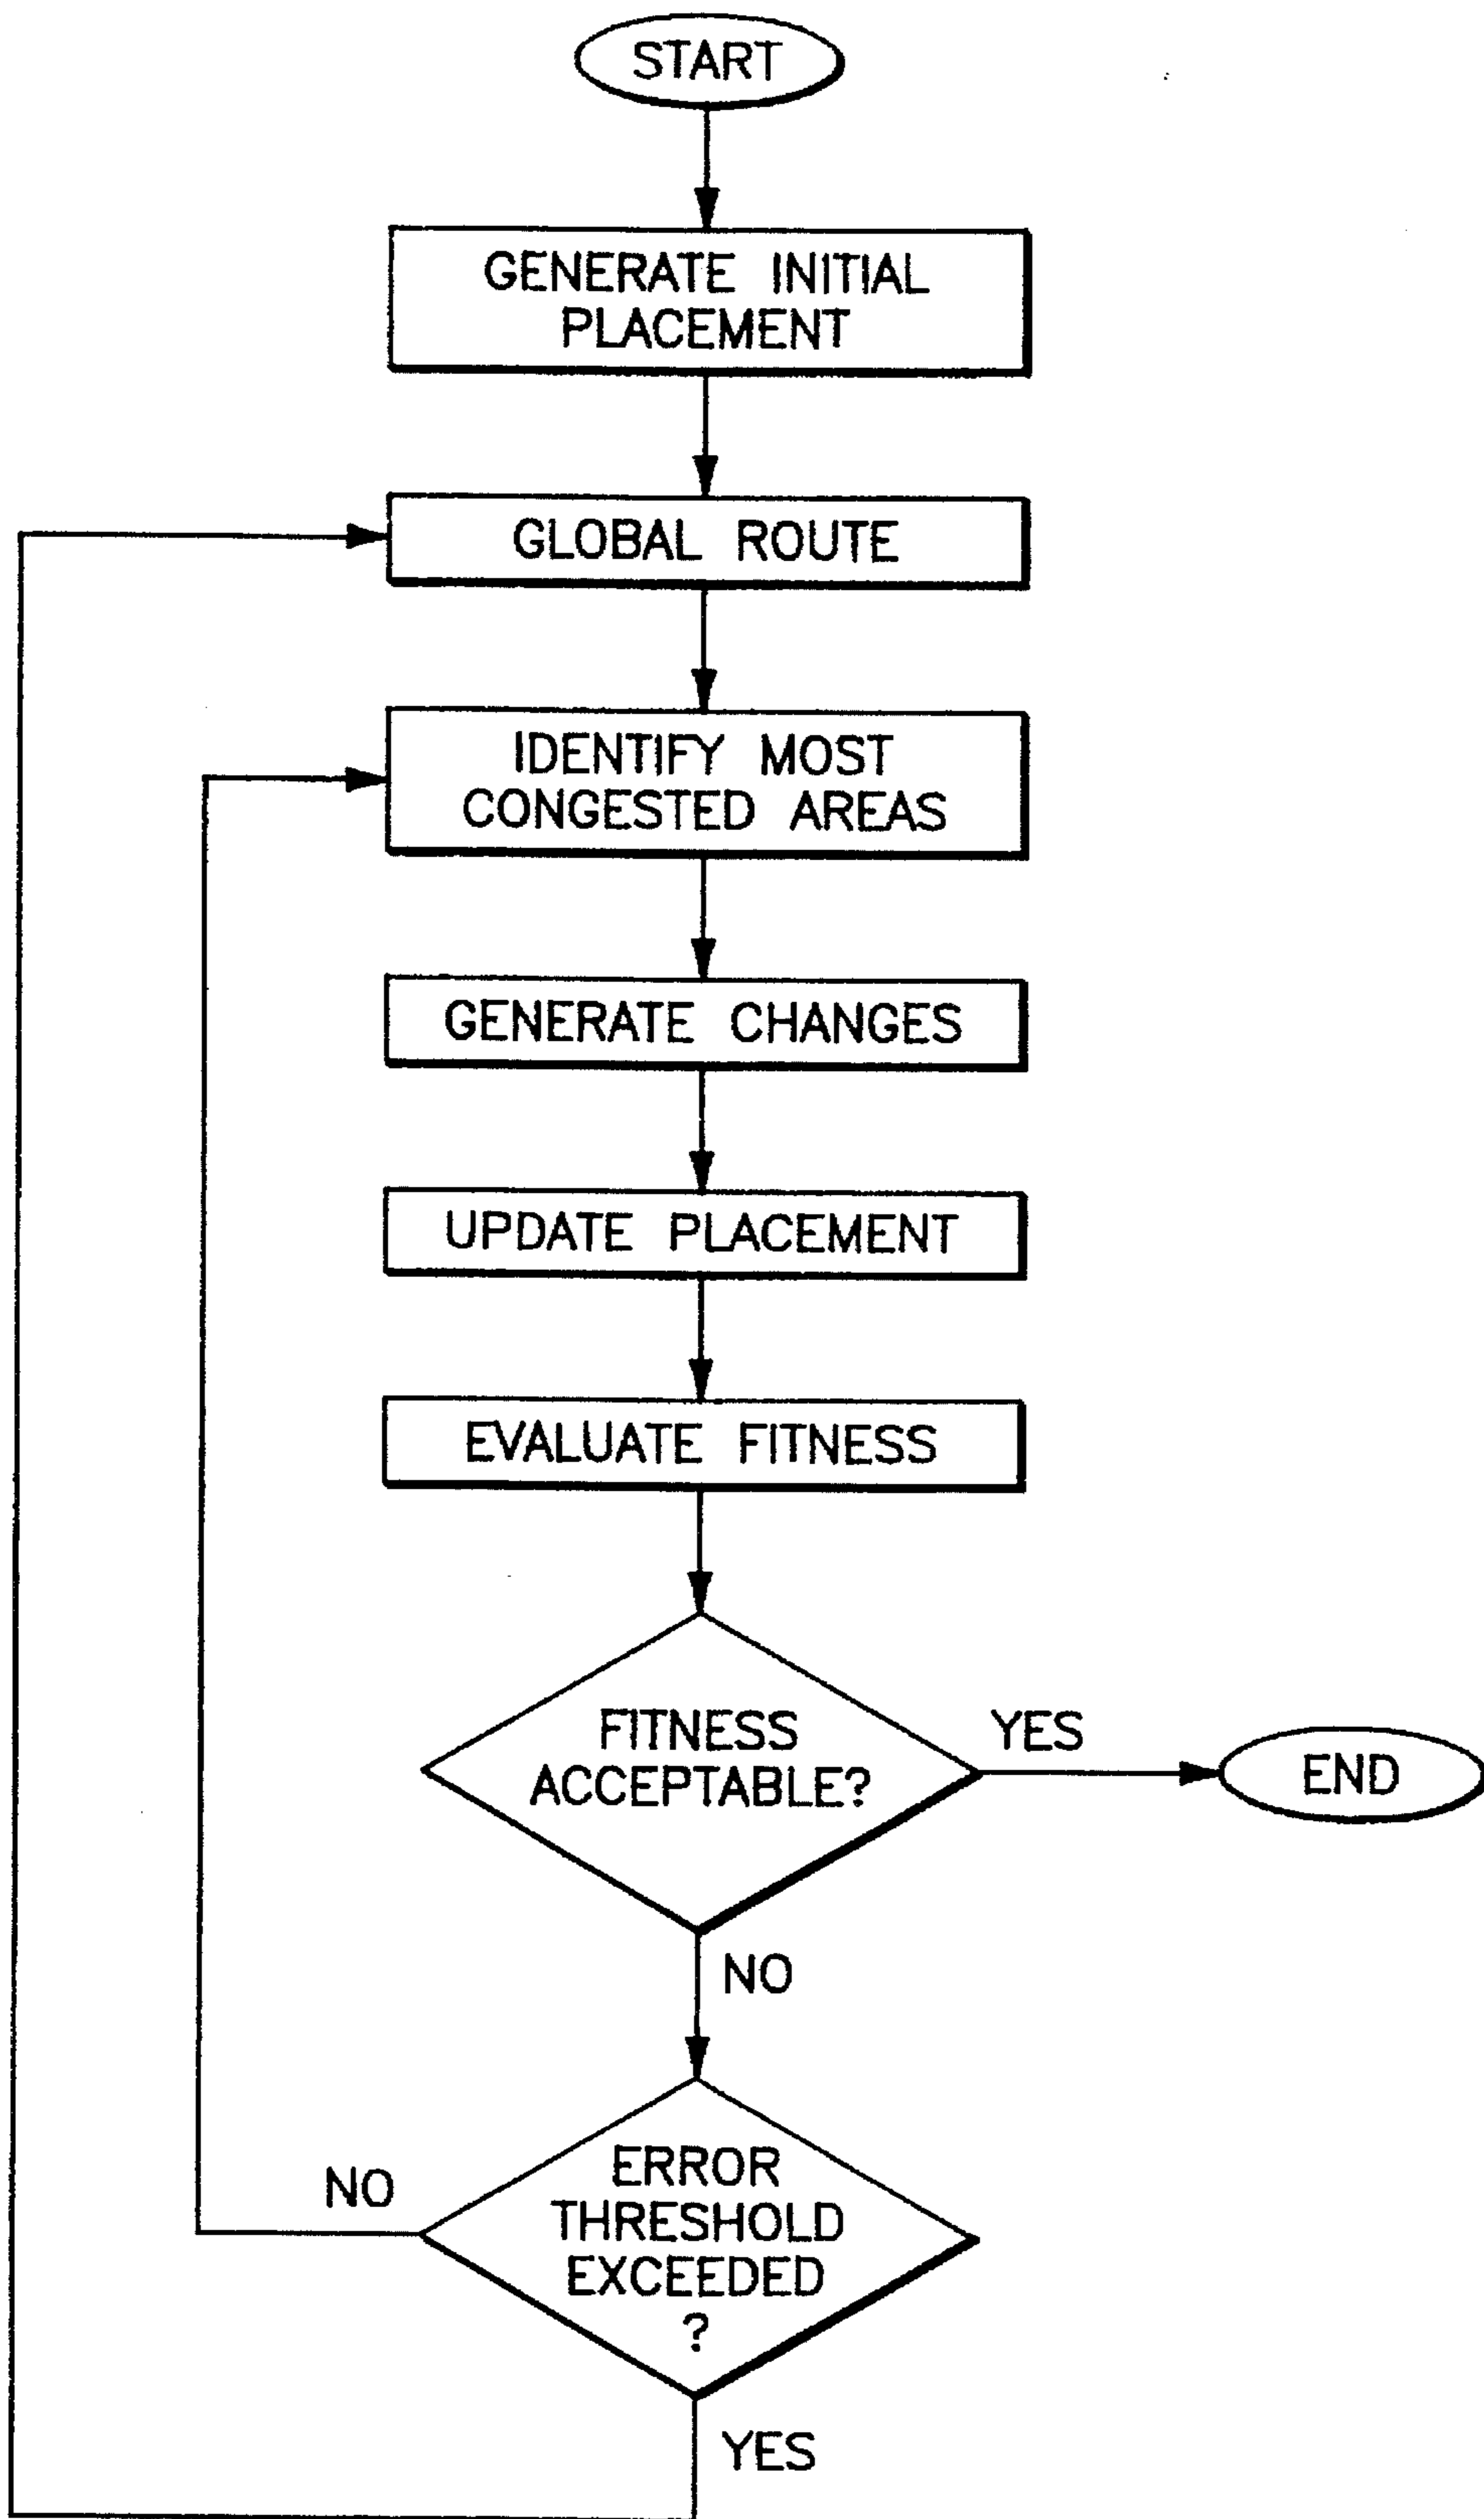 START
GENERATE INITIAL
PLACEMENT
GLOBAL ROUTE
IDENTIFY MOST
CONGESTED AREAS
GENERATE CHANGES
UPDATE PLACEMENT
EVALUATE FITNESS
FITNESS
ACCEPTABLE?
YES
END
NO
ERROR
THRESHOLD
EXCEEDED
?
NO
YES